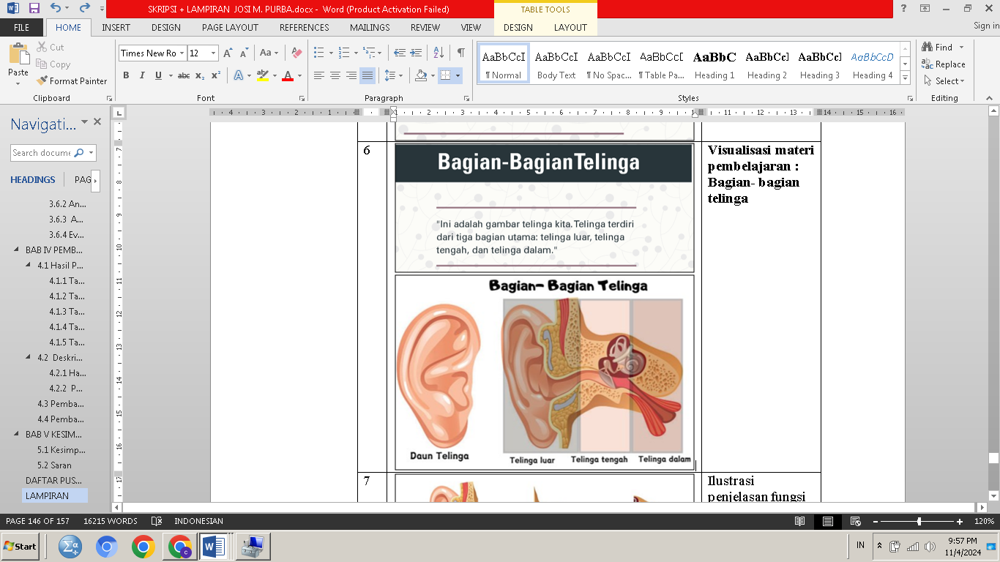 SKRIPSI + LAMPIRAN JOSI M. PURBA.docx - Word (Product Activation Failed)
TABLE TOOLS
Sign in
FILE
HOME
INSERT
DESIGN
PAGE LAYOUT
REFERENCES
MAILINGS
REVIEW
VIEW
DESIGN
LAYOUT
Paste
Cut
Copy
Format Painter
Clipboard
Times New Ro
12
Font
Paragraph
AaBbCcI
¶ Normal
AaBbCcI
Body Text
AaBbCcI
¶ No Spac...
AaBbCcD
¶ Table Pa...
AaBbC
Heading 1
AaBbCc]
Heading 2
AaBbCc]
Heading 3
AaBbCcD
Heading 4
Styles
Find
Replace
Select
Editing
Navigati...
Search docume
HEADINGS
PAG
3.6.2 An...
3.6.3 A...
3.6.4 Ev...
BAB IV PEMB...
4.1 Hasil P...
4.1.1 Ta...
4.1.2 Ta...
4.1.3 Ta...
4.1.4 Ta...
4.1.5 Ta...
4.2 Deskri...
4.2.1 Ha...
4.2.2 P...
4.3 Pemba...
4.4 Pemba...
BAB V KESIM...
5.1 Kesimp...
5.2 Saran
DAFTAR PUS...
LAMPIRAN
6
Bagian-BagianTelinga
"Ini adalah gambar telinga kita. Telinga terdiri
dari tiga bagian utama: telinga luar, telinga
tengah, dan telinga dalam."
Bagian- Bagian Telinga
Daun Telinga
Telinga luar
Telinga tengah
Telinga dalam
Visualisasi materi
pembelajaran :
Bagian- bagian
telinga
7
Ilustrasi
penjelasan fungsi
PAGE 146 OF 157
16215 WORDS
INDONESIAN
120%
Start
IN
9:57 PM
11/4/2024